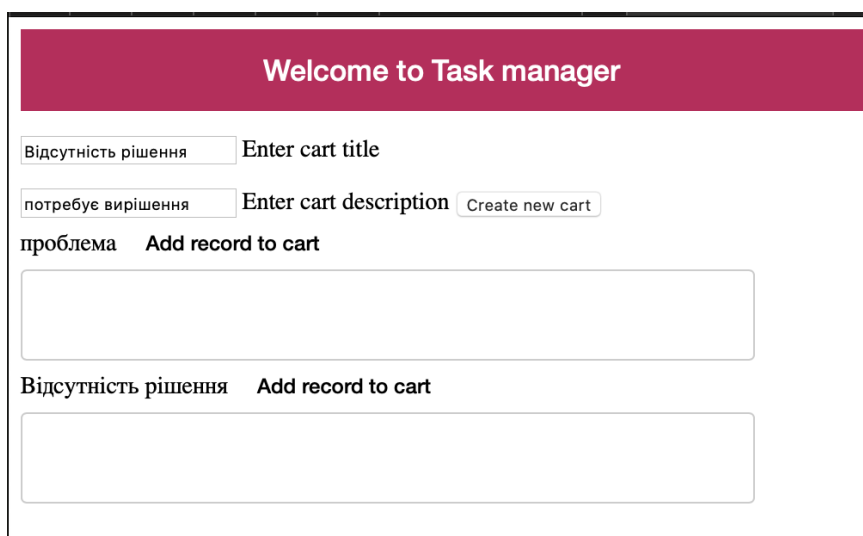 Welcome to Task manager
Відсутність рішення Enter cart title
потребує вирішення Enter cart description Create new cart
проблема Add record to cart
Відсутність рішення Add record to cart